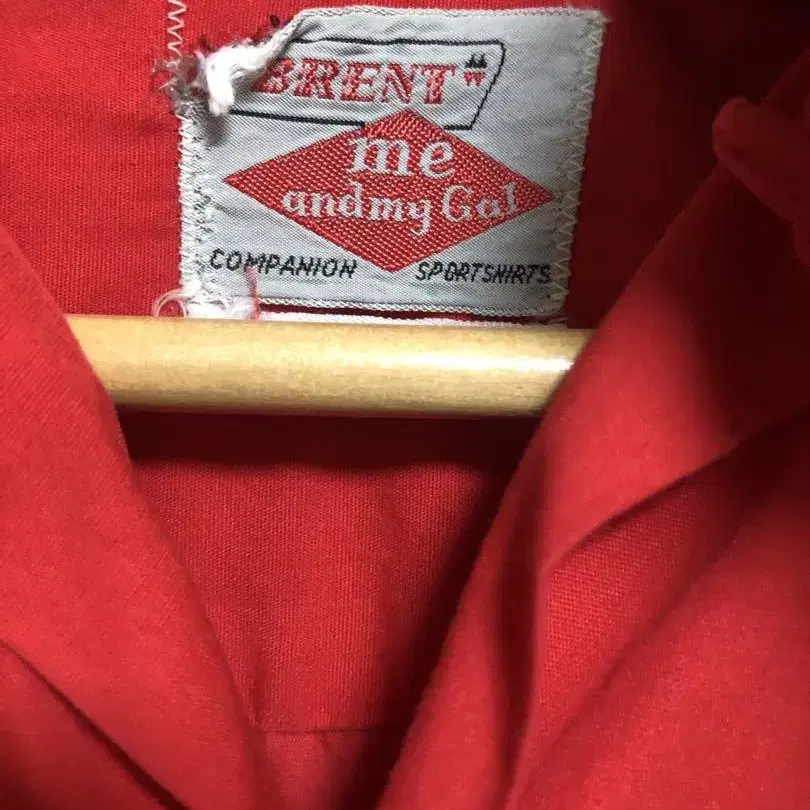 BRENT
me
and my Gal
COMPANION SPORTSHIRTS